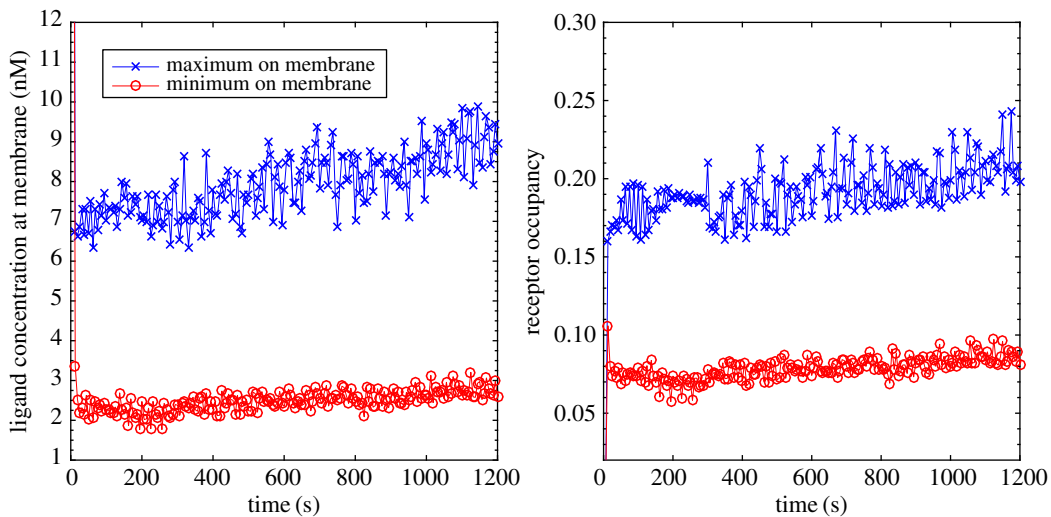 12
11
10
9
8
7
6
5
4
3
2
1
ligand concentration at membrane (nM)
maximum on membrane
minimum on membrane
0 200 400 600 800 1000 1200
time (s)
0.30
0.25
0.20
0.15
0.10
0.05
receptor occupancy
0 200 400 600 800 1000 1200
time (s)